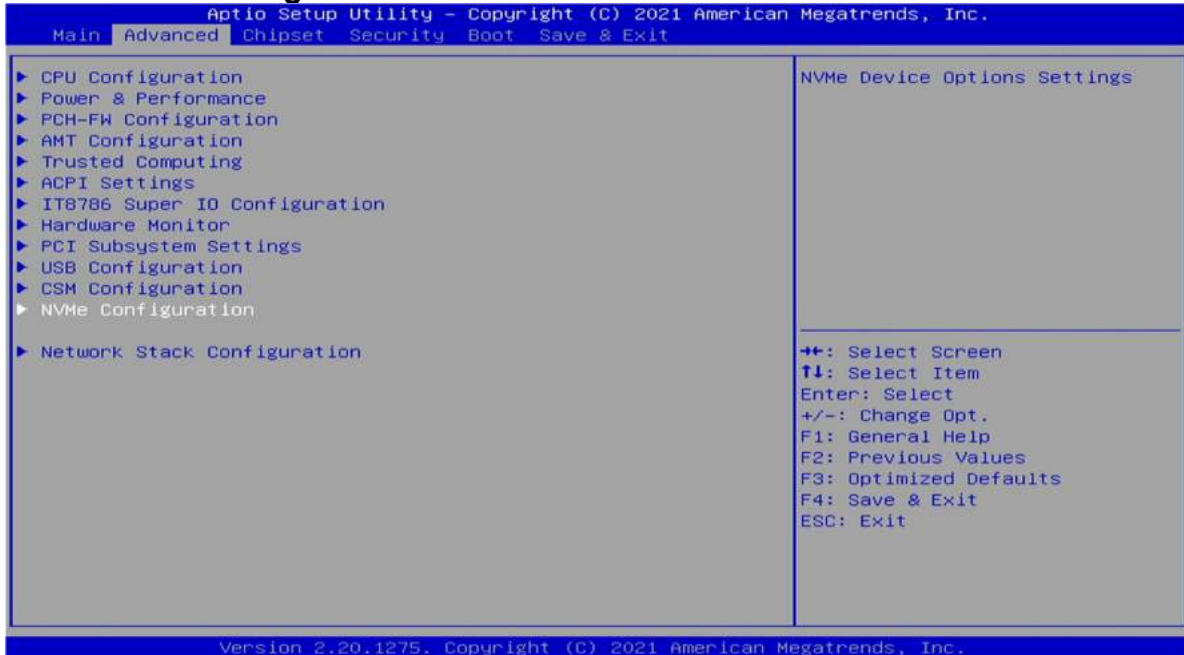 Aptio Setup Utility – Copyright (C) 2021 American Megatrends, Inc.
Main Advanced Chipset Security Boot Save & Exit
► CPU Configuration
► Power & Performance
► PCH-FW Configuration
► AMT Configuration
► Trusted Computing
► ACPI Settings
► IT8786 Super IO Configuration
► Hardware Monitor
► PCI Subsystem Settings
► USB Configuration
► CSM Configuration
► NVMe Configuration
► Network Stack Configuration
NVMe Device Options Settings
→←: Select Screen
↑↓: Select Item
Enter: Select
+/-: Change Opt.
F1: General Help
F2: Previous Values
F3: Optimized Defaults
F4: Save & Exit
ESC: Exit
Version 2.20.1275. Copyright (C) 2021 American Megatrends, Inc.